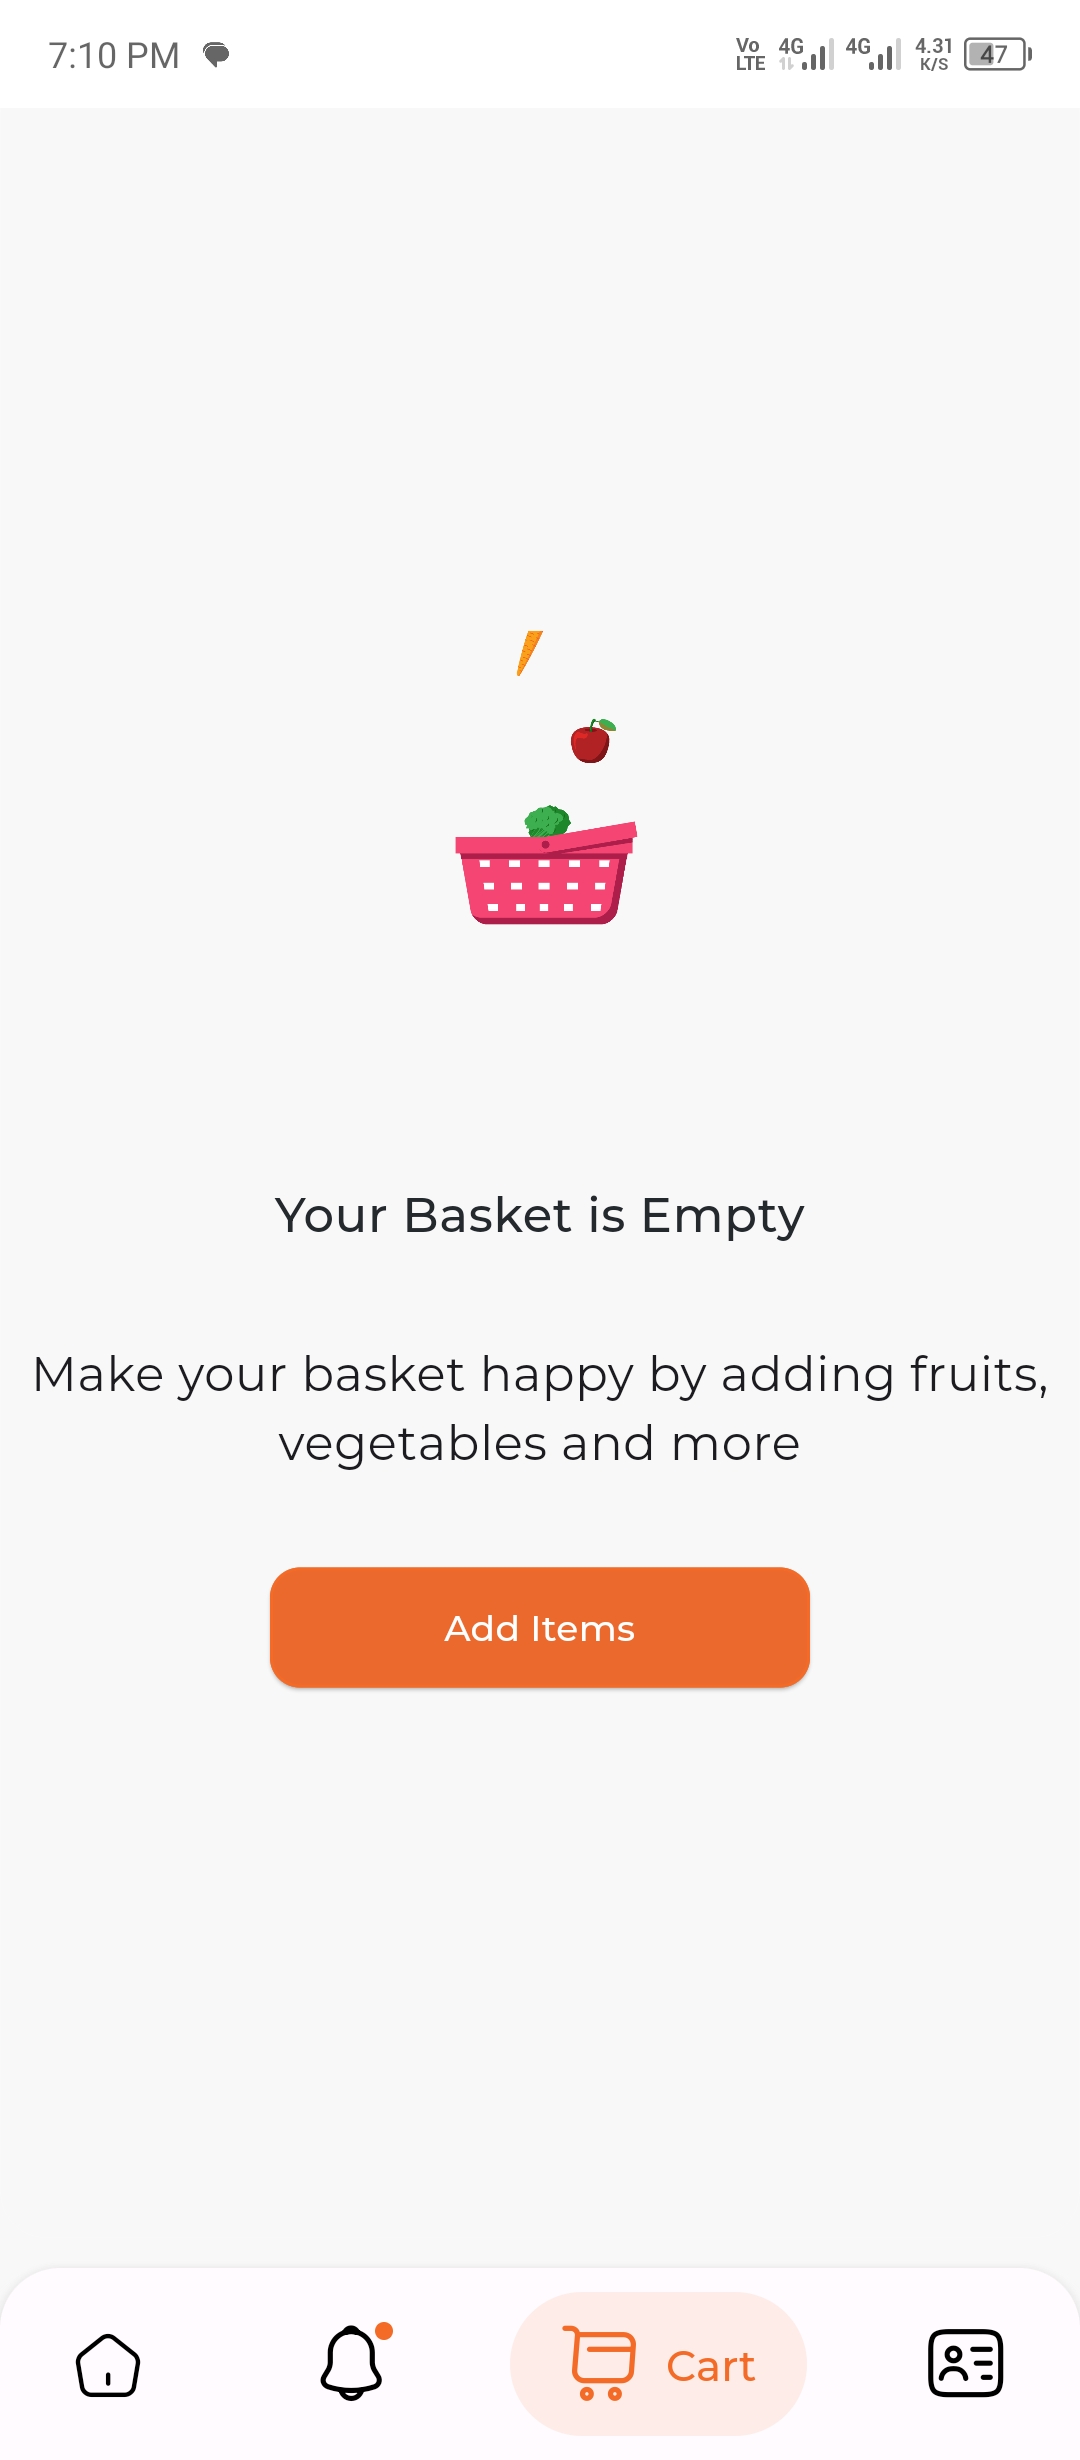 7:10 PM
Vo LTE 4G 4G 4.31 K/S 47
Your Basket is Empty
Make your basket happy by adding fruits,
vegetables and more
Add Items
Cart